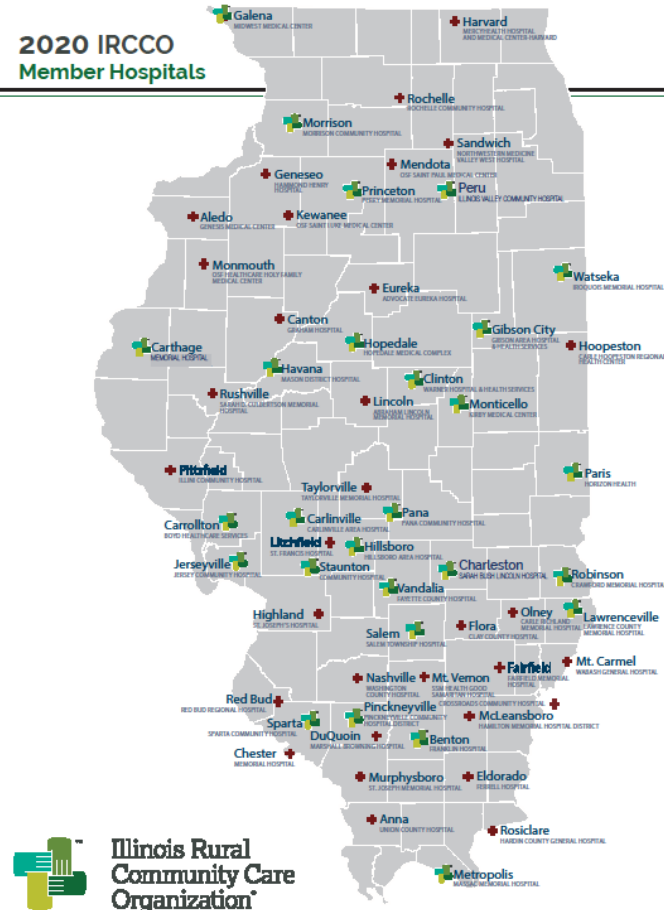 2020 IRCCO
Member Hospitals
Galena
MIDWEST MEDICAL CENTER
Harvard
MERCYHEALTH HOSPITAL
AND MEDICAL CENTER-HARVARD
Rochelle
ROCHELLE COMMUNITY HOSPITAL
Morrison
MORRISON COMMUNITY HOSPITAL
Sandwich
NORTHWESTERN MEDICINE
VALLEY WEST HOSPITAL
Mendota
OSF SAINT PAUL MEDICAL CENTER
Geneseo
HAMMOND HENRY
HOSPITAL
Princeton
PERRY MEMORIAL HOSPITAL
Peru
ILLINOIS VALLEY COMMUNITY HOSPITAL
Aledo
GENESIS MEDICAL CENTER
Kewanee
OSF SAINT LUKE MEDICAL CENTER
Monmouth
OSF HEALTHCARE HOLY FAMILY
MEDICAL CENTER
Watseka
IROQUOIS MEMORIAL HOSPITAL
Eureka
ADVOCATE EUREKA HOSPITAL
Canton
GRAHAM HOSPITAL
Gibson City
GIBSON AREA HOSPITAL
& HEALTH SERVICES
Carthage
MEMORIAL HOSPITAL
Hopedale
HOPEDALE MEDICAL COMPLEX
Hoopeston
CARLE HOOPESTON REGIONAL
HEALTH CENTER
Havana
MASON DISTRICT HOSPITAL
Clinton
WARNER HOSPITAL & HEALTH SERVICES
Rushville
SARAH D. CULBERTSON MEMORIAL
HOSPITAL
Lincoln
ABRAHAM LINCOLN
MEMORIAL HOSPITAL
Monticello
KIRBY MEDICAL CENTER
Pittsfield
ILLINI COMMUNITY HOSPITAL
Paris
HORIZON HEALTH
Taylorville
TAYLORVILLE MEMORIAL HOSPITAL
Carrollton
BOYD HEALTHCARE SERVICES
Carlinville
CARLINVILLE AREA HOSPITAL
Pana
PANA COMMUNITY HOSPITAL
Litchfield
ST. FRANCIS HOSPITAL
Hillsboro
HILLSBORO AREA HOSPITAL
Jerseyville
JERSEY COMMUNITY HOSPITAL
Staunton
COMMUNITY HOSPITAL
Charleston
SARAH BUSH LINCOLN HOSPITAL
Robinson
CRAWFORD MEMORIAL HOSPITAL
Vandalia
FAYETTE COUNTY HOSPITAL
Highland
ST. JOSEPH'S HOSPITAL
Olney
CARLE RICHLAND
MEMORIAL HOSPITAL
Lawrenceville
LAWRENCE COUNTY
MEMORIAL HOSPITAL
Salem
SALEM TOWNSHIP HOSPITAL
Flora
CLAY COUNTY HOSPITAL
Fairfield
FAIRFIELD MEMORIAL
HOSPITAL
Mt. Carmel
WABASH GENERAL HOSPITAL
Nashville
WASHINGTON
COUNTY HOSPITAL
Mt. Vernon
SSM HEALTH GOOD
SAMARITAN HOSPITAL
CROSSROADS COMMUNITY HOSPITAL
Red Bud
RED BUD REGIONAL HOSPITAL
Pinckneyville
PINCKNEYVILLE COMMUNITY
HOSPITAL DISTRICT
McLeansboro
HAMILTON MEMORIAL HOSPITAL DISTRICT
Sparta
SPARTA COMMUNITY HOSPITAL
DuQuoin
MARSHALL BROWNING HOSPITAL
Benton
FRANKLIN HOSPITAL
Chester
MEMORIAL HOSPITAL
Murphysboro
ST. JOSEPH MEMORIAL HOSPITAL
Eldorado
FERRELL HOSPITAL
Anna
UNION COUNTY HOSPITAL
Rosiclare
HARDIN COUNTY GENERAL HOSPITAL
Metropolis
MASSAC MEMORIAL HOSPITAL
Illinois Rural
Community Care
Organization